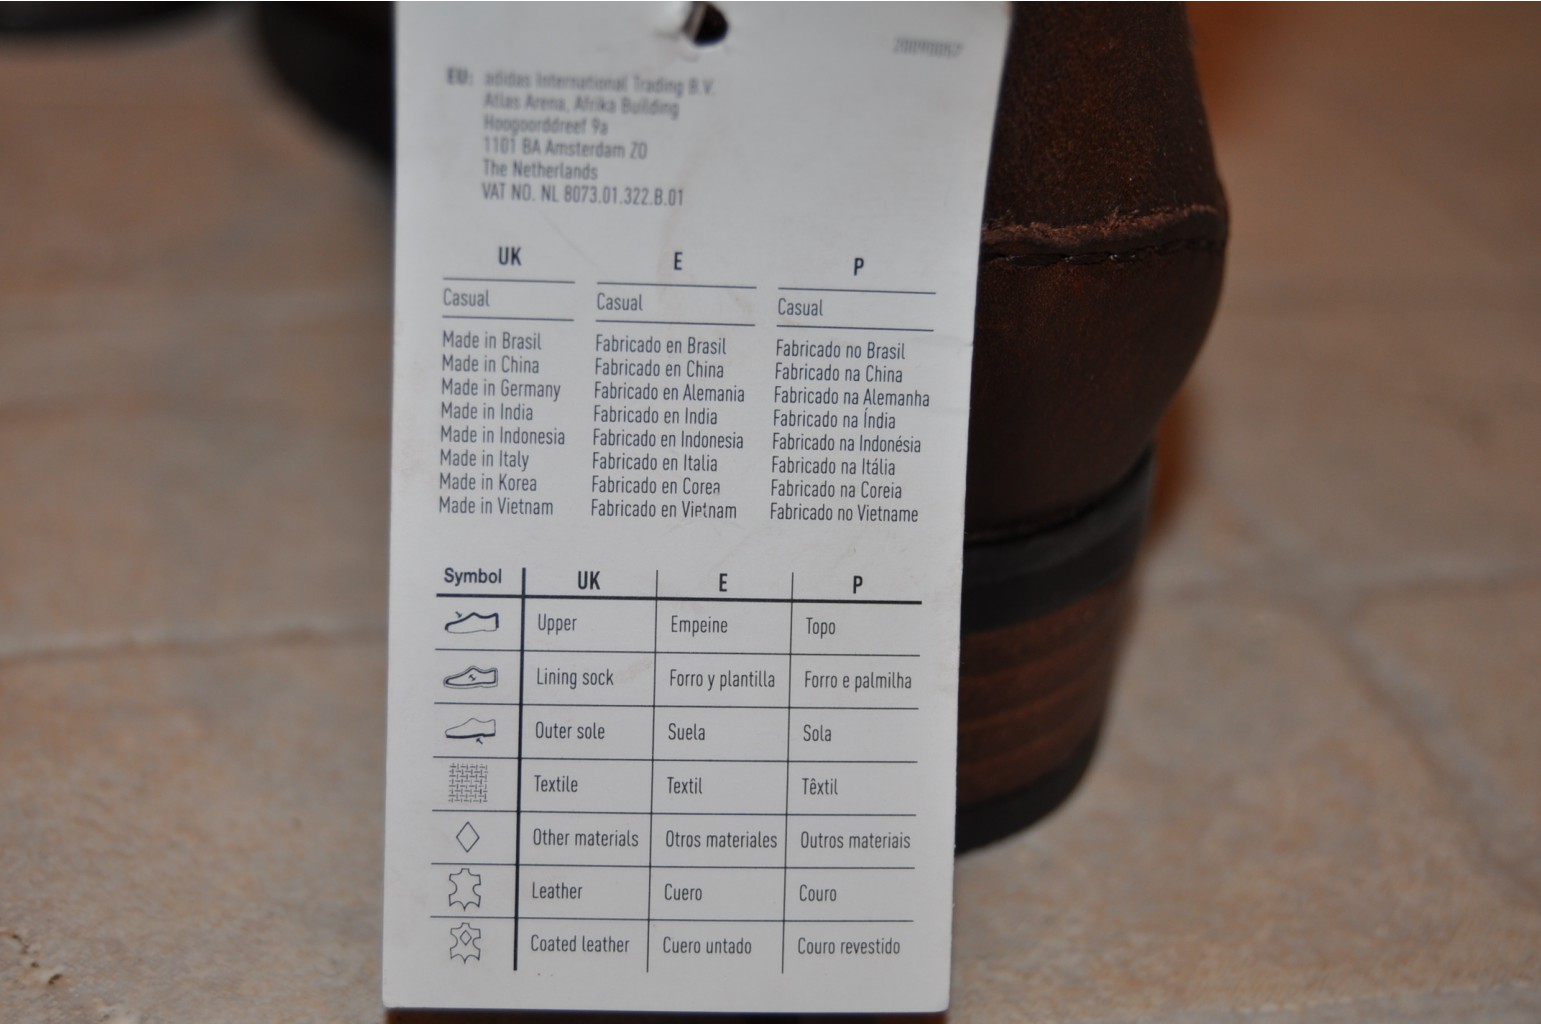 20090057
EU: adidas International Trading B.V.
Atlas Arena, Afrika Building
Hoogoorddreef 9a
1101 BA Amsterdam ZO
The Netherlands
VAT NO. NL 8073.01.322.B.01
UK E P
Casual Casual Casual
Made in Brasil Fabricado en Brasil Fabricado no Brasil
Made in China Fabricado en China Fabricado na China
Made in Germany Fabricado en Alemania Fabricado na Alemanha
Made in India Fabricado en India Fabricado na Índia
Made in Indonesia Fabricado en Indonesia Fabricado na Indonésia
Made in Italy Fabricado en Italia Fabricado na Itália
Made in Korea Fabricado en Corea Fabricado na Coreia
Made in Vietnam Fabricado en Vietnam Fabricado no Vietname
Symbol UK E P
Upper Empeine Topo
Lining sock Forro y plantilla Forro e palmilha
Outer sole Suela Sola
Textile Textil Têxtil
Other materials Otros materiales Outros materiais
Leather Cuero Couro
Coated leather Cuero untado Couro revestido